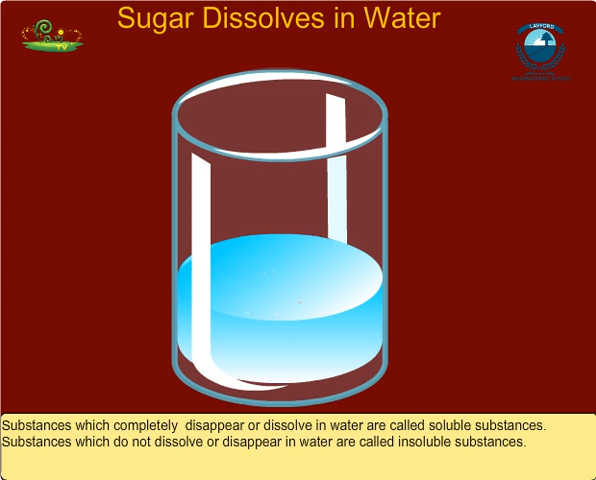 Sugar Dissolves in Water
LAYFORD
Substances which completely  disappear or dissolve in water are called soluble substances.
Substances which do not dissolve or disappear in water are called insoluble substances.